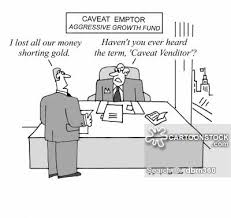 CAVEAT EMPTOR
AGGRESSIVE GROWTH FUND
I lost all our money
shorting gold.
Haven't you ever heard
the term, 'Caveat Venditor'?
CARTOONSTOCK
.com